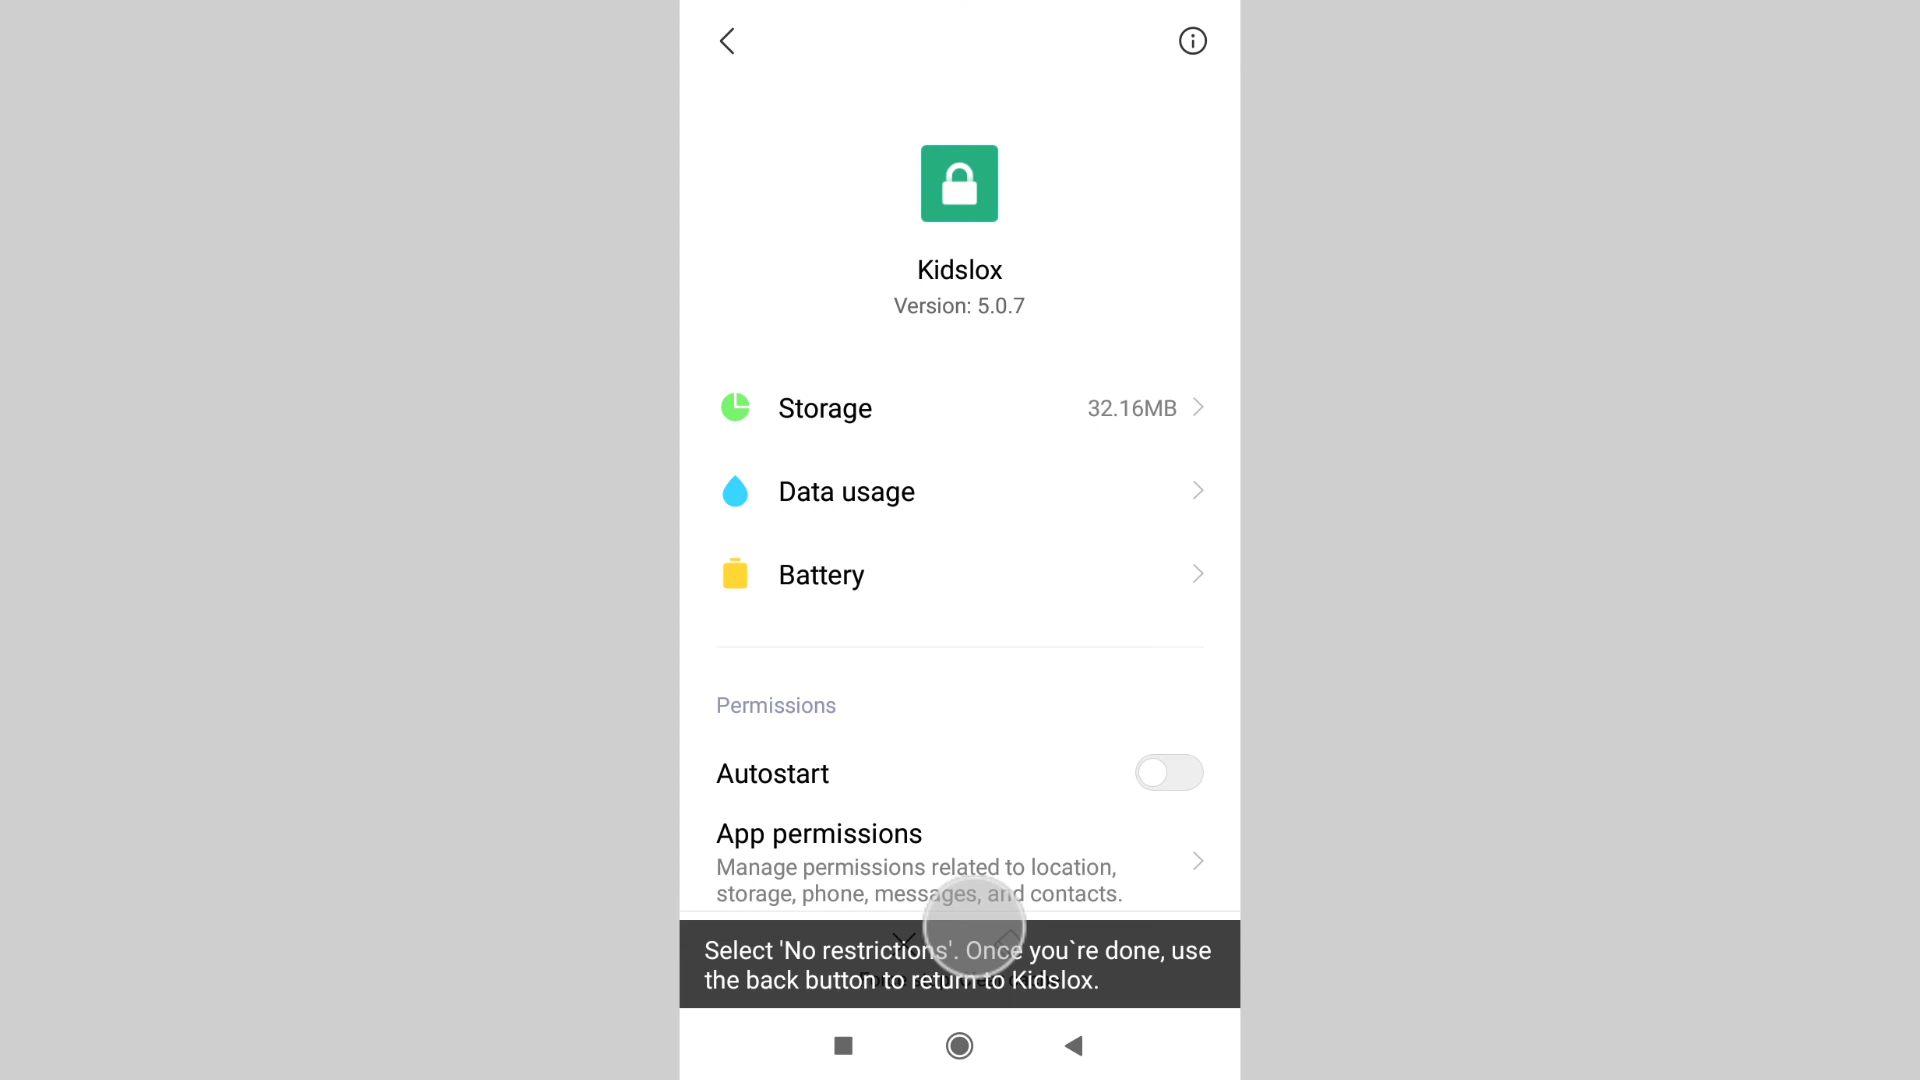 Kidslox
Version: 5.0.7
Storage 32.16MB
Data usage
Battery
Permissions
Autostart
App permissions
Manage permissions related to location,
storage, phone, messages, and contacts.
Select 'No restrictions'. Once you`re done, use
the back button to return to Kidslox.